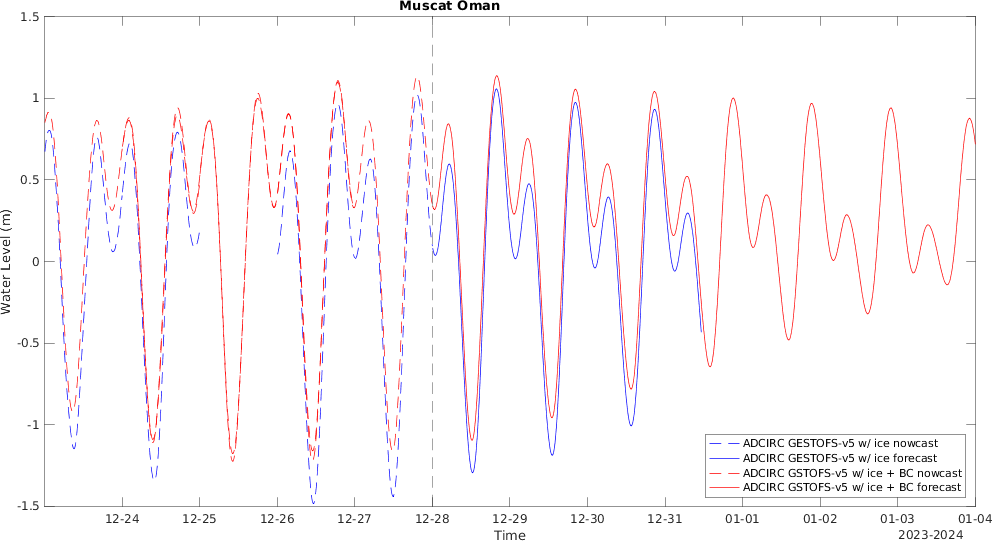 Muscat Oman
1.5
1
0.5
0
-0.5
-1
-1.5
Water Level (m)
12-24
12-25
12-26
12-27
12-28
12-29
12-30
12-31
01-01
01-02
01-03
01-04
Time
2023-2024
ADCIRC GESTOFS-v5 w/ ice nowcast
ADCIRC GESTOFS-v5 w/ ice forecast
ADCIRC GSTOFS-v5 w/ ice + BC nowcast
ADCIRC GSTOFS-v5 w/ ice + BC forecast